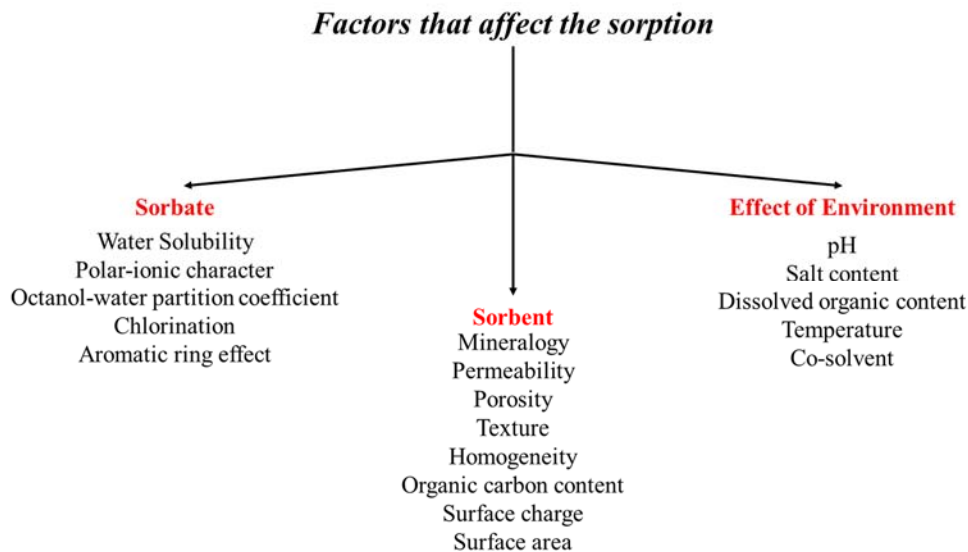 Factors that affect the sorption
Sorbate
Water Solubility
Polar-ionic character
Octanol-water partition coefficient
Chlorination
Aromatic ring effect
Sorbent
Mineralogy
Permeability
Porosity
Texture
Homogeneity
Organic carbon content
Surface charge
Surface area
Effect of Environment
pH
Salt content
Dissolved organic content
Temperature
Co-solvent